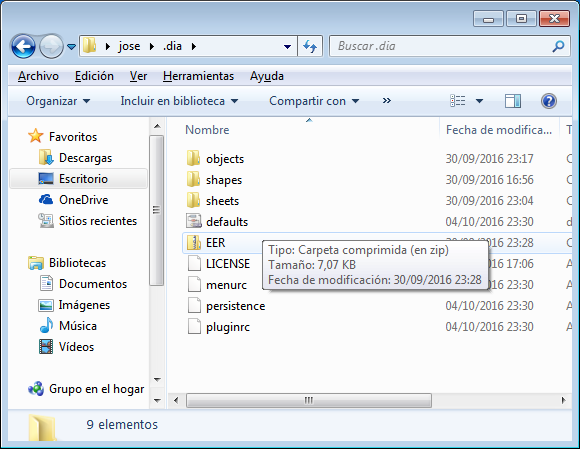 jose .dia Buscar .dia
Archivo Edición Ver Herramientas Ayuda
Organizar Incluir en biblioteca Compartir con »
Favoritos
Descargas
Escritorio
OneDrive
Sitios recientes
Bibliotecas
Documentos
Imágenes
Música
Vídeos
Grupo en el hogar
Nombre Fecha de modifica...
objects 30/09/2016 23:17 C
shapes 30/09/2016 16:56 C
sheets 30/09/2016 23:04 C
defaults 04/10/2016 23:30 d
EER 30/09/2016 23:28 C
Tipo: Carpeta comprimida (en zip)
Tamaño: 7,07 KB
Fecha de modificación: 30/09/2016 23:28
LICENSE 17:06 A
menurc 23:30 A
persistence 04/10/2016 23:30 A
pluginrc 04/10/2016 23:30 A
9 elementos